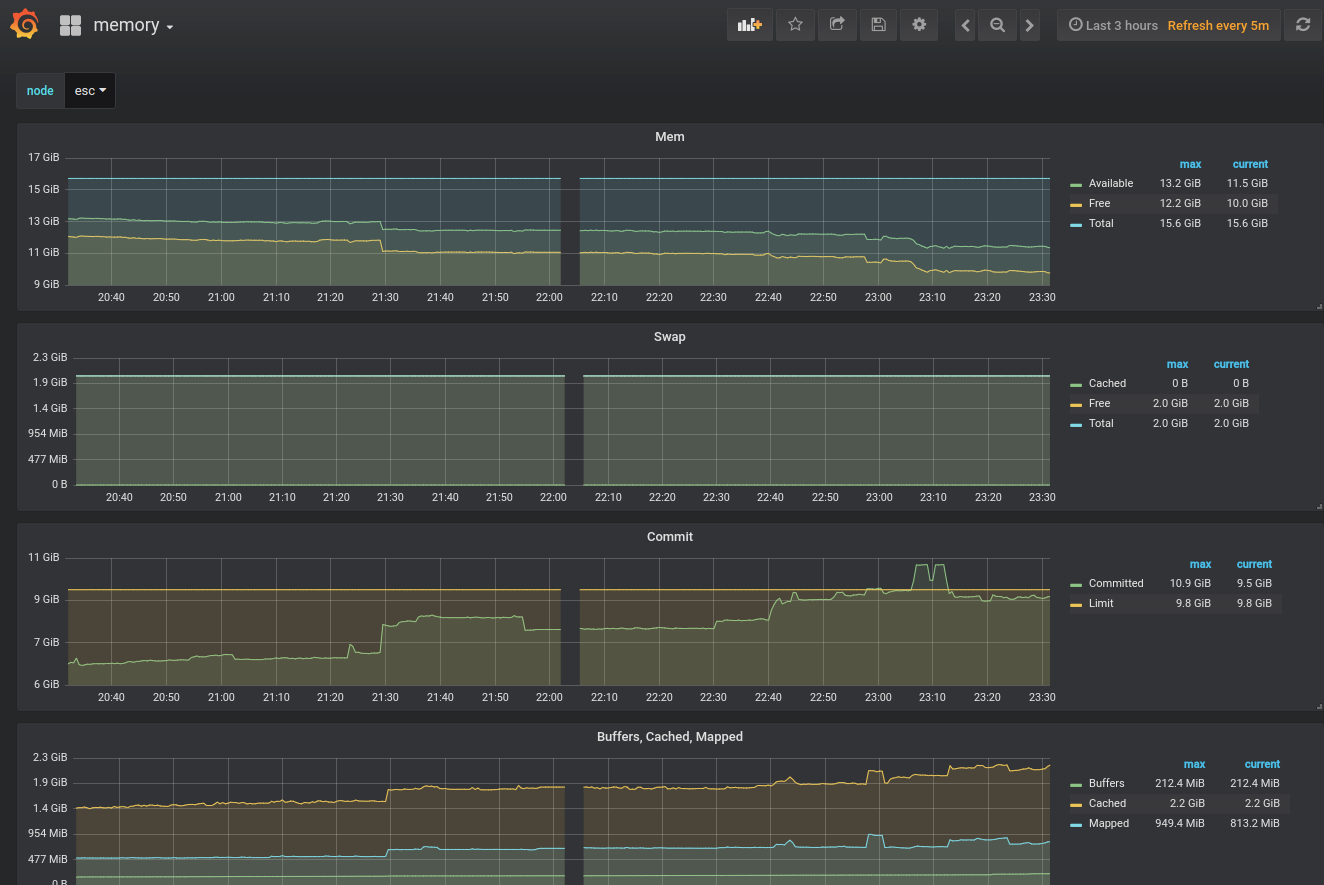 memory
Last 3 hours Refresh every 5m
node esc
Mem
17 GiB
15 GiB
13 GiB
11 GiB
9 GiB
20:40 20:50 21:00 21:10 21:20 21:30 21:40 21:50 22:00 22:10 22:20 22:30 22:40 22:50 23:00 23:10 23:20 23:30
max current
Available 13.2 GiB 11.5 GiB
Free 12.2 GiB 10.0 GiB
Total 15.6 GiB 15.6 GiB
Swap
2.3 GiB
1.9 GiB
1.4 GiB
954 MiB
477 MiB
0 B
20:40 20:50 21:00 21:10 21:20 21:30 21:40 21:50 22:00 22:10 22:20 22:30 22:40 22:50 23:00 23:10 23:20 23:30
max current
Cached 0 B 0 B
Free 2.0 GiB 2.0 GiB
Total 2.0 GiB 2.0 GiB
Commit
11 GiB
9 GiB
7 GiB
6 GiB
20:40 20:50 21:00 21:10 21:20 21:30 21:40 21:50 22:00 22:10 22:20 22:30 22:40 22:50 23:00 23:10 23:20 23:30
max current
Committed 10.9 GiB 9.5 GiB
Limit 9.8 GiB 9.8 GiB
Buffers, Cached, Mapped
2.3 GiB
1.9 GiB
1.4 GiB
954 MiB
477 MiB
0 B
max current
Buffers 212.4 MiB 212.4 MiB
Cached 2.2 GiB 2.2 GiB
Mapped 949.4 MiB 813.2 MiB